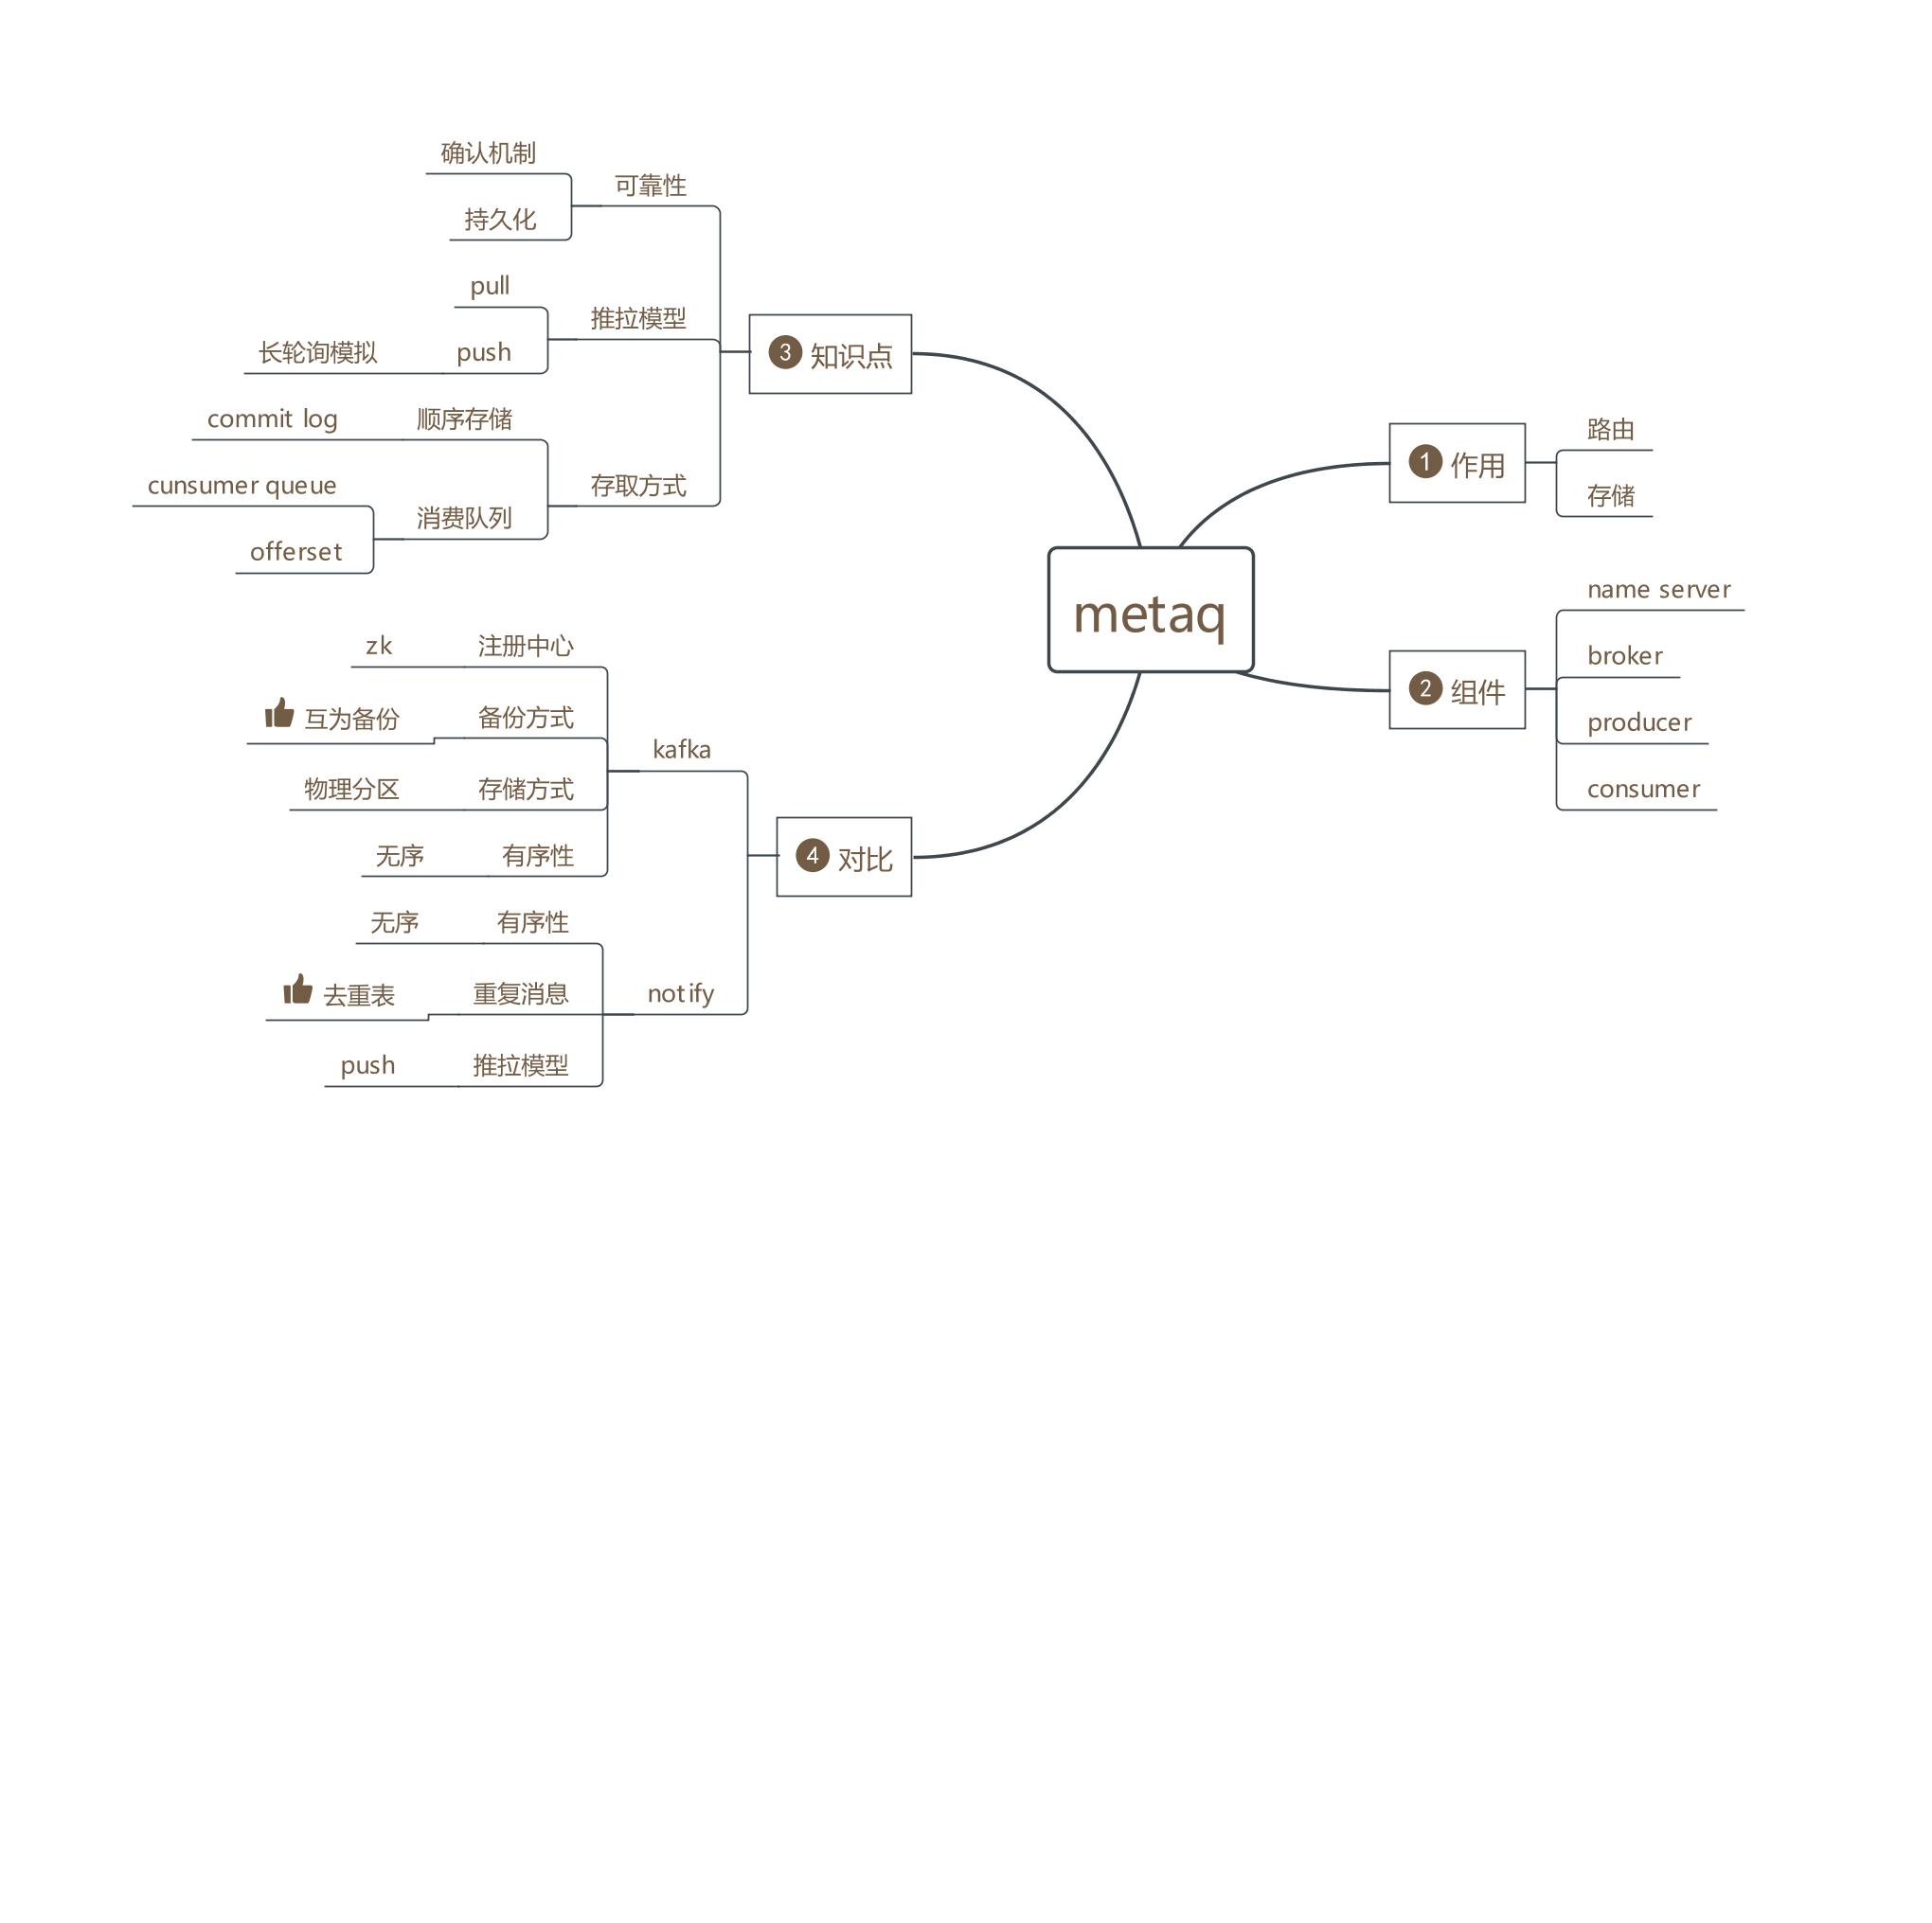 metaq
1 作用
路由
存储
2 组件
name server
broker
producer
consumer
3 知识点
可靠性
确认机制
持久化
推拉模型
pull
push
长轮询模拟
存取方式
顺序存储
commit log
消费队列
cunsumer queue
offerset
4 对比
kafka
注册中心
zk
备份方式
互为备份
存储方式
物理分区
有序性
无序
notify
有序性
无序
重复消息
去重表
推拉模型
push